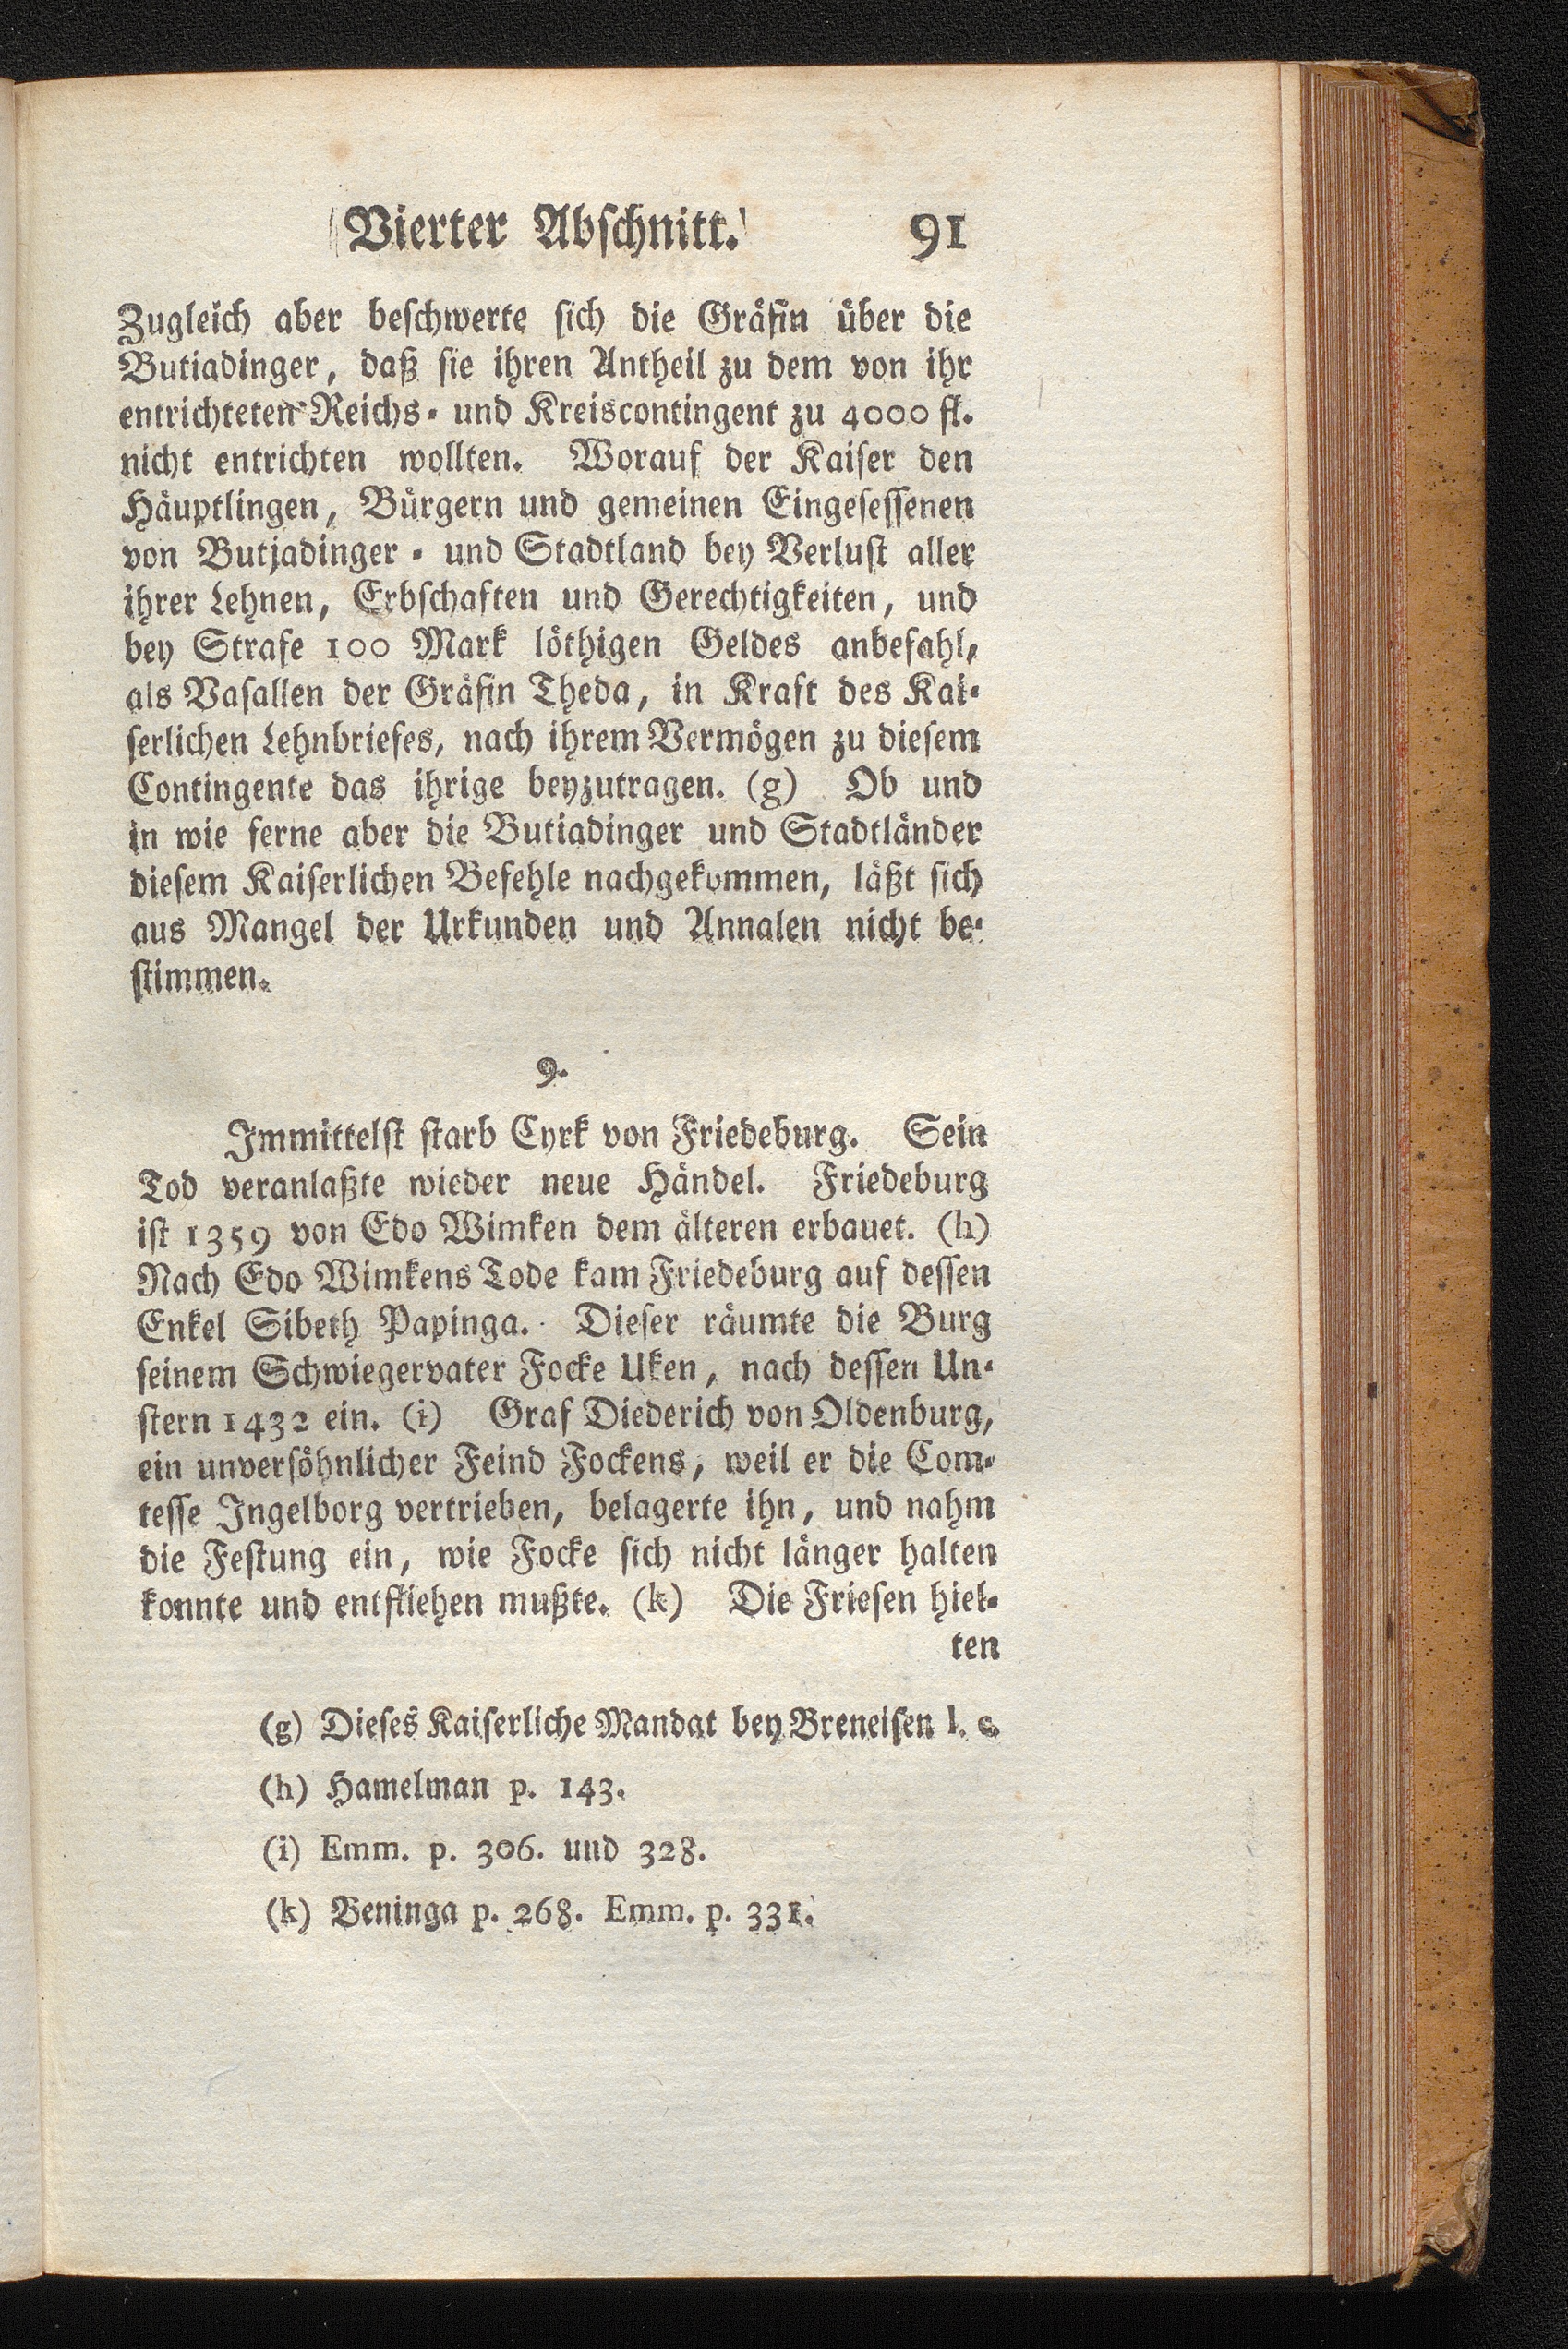 Vierter Abschnitt. 91
Zugleich aber beschwerte sich die Gräfin über die
Butiadinger, daß sie ihren Antheil zu dem von ihr
entrichteten Reichs- und Kreiscontingent zu 4000 fl.
nicht entrichten wollten. Worauf der Kaiser den
Häuptlingen, Bürgern und gemeinen Eingesessenen
von Butjadinger- und Stadtland bey Verlust aller
ihrer Lehnen, Erbschaften und Gerechtigkeiten, und
bey Strafe 100 Mark löthigen Geldes anbefahl,
als Vasallen der Gräfin Theda, in Kraft des Kai-
serlichen Lehnbriefes, nach ihrem Vermögen zu diesem
Contingente das ihrige beyzutragen. (g) Ob und
in wie ferne aber die Butiadinger und Stadtländer
diesem Kaiserlichen Befehle nachgekommen, läßt sich
aus Mangel der Urkunden und Annalen nicht be-
stimmen.
9.
Immittelst starb Cyrk von Friedeburg. Sein
Tod veranlaßte wieder neue Händel. Friedeburg
ist 1359 von Edo Wimken dem älteren erbauet. (h)
Nach Edo Wimkens Tode kam Friedeburg auf dessen
Enkel Sibeth Papinga. Dieser räumte die Burg
seinem Schwiegervater Focke Uken, nach dessen Un-
stern 1432 ein. (i) Graf Diederich von Oldenburg,
ein unversöhnlicher Feind Fockens, weil er die Com-
tesse Ingelborg vertrieben, belagerte ihn, und nahm
die Festung ein, wie Focke sich nicht länger halten
konnte und entfliehen mußte. (k) Die Friesen hiel-
ten
(g) Dieses Kaiserliche Mandat bey Breneisen l. c.
(h) Hamelman p. 143.
(i) Emm. p. 306. und 328.
(k) Beninga p. 268. Emm. p. 331.